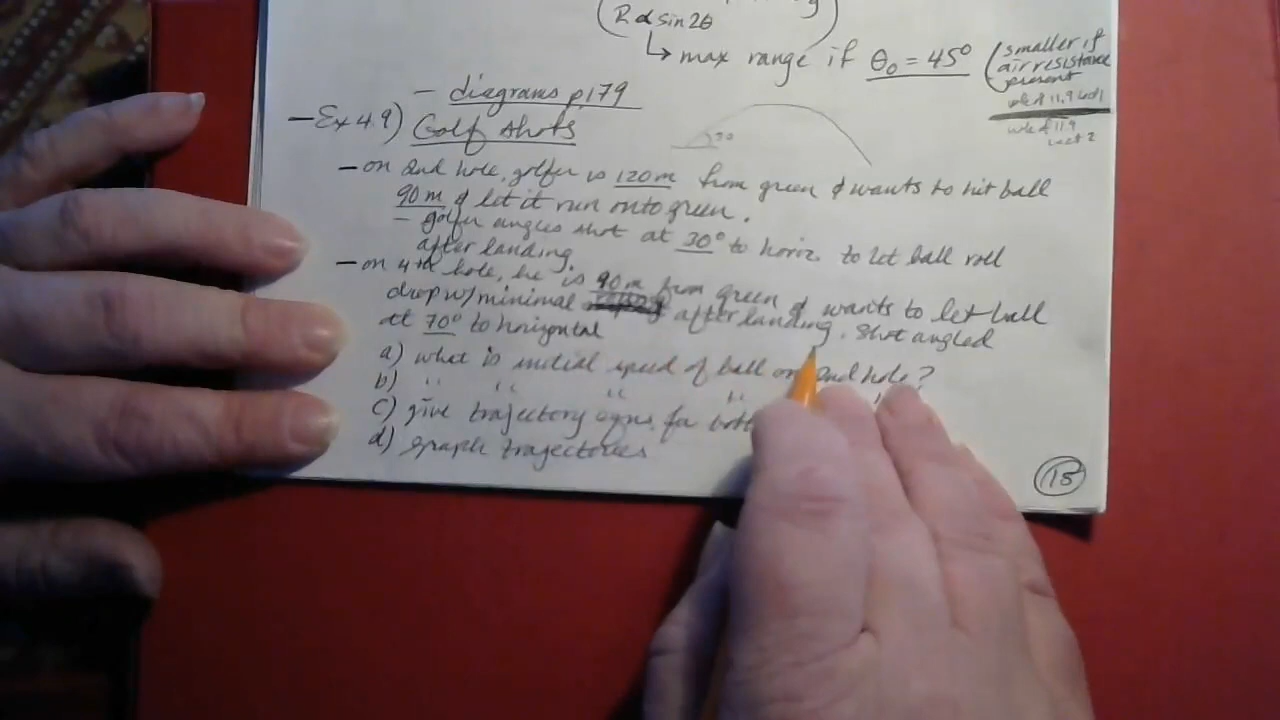 (R α sin2θ)
↳ max range if θ₀ = 45° (smaller if
air resistance
present
wk of 11.9 Lect 1
wk of 11.9
Lect 2
– diagrams p179
– Ex 4.9) Golf Shots
30
– on 2nd hole, golfer is 120m from green & wants to hit ball
90 m & let it run onto green.
– golfer angles shot at 30° to horiz. to let ball roll
after landing
– on 4th hole, he is 90m from green & wants to let ball
drop w/ minimal after landing. Shot angled
at 70° to horizontal
a) what is initial speed of ball on 2nd hole?
b) " " " "
c) give trajectory eqns. for both
d) graph trajectories
15